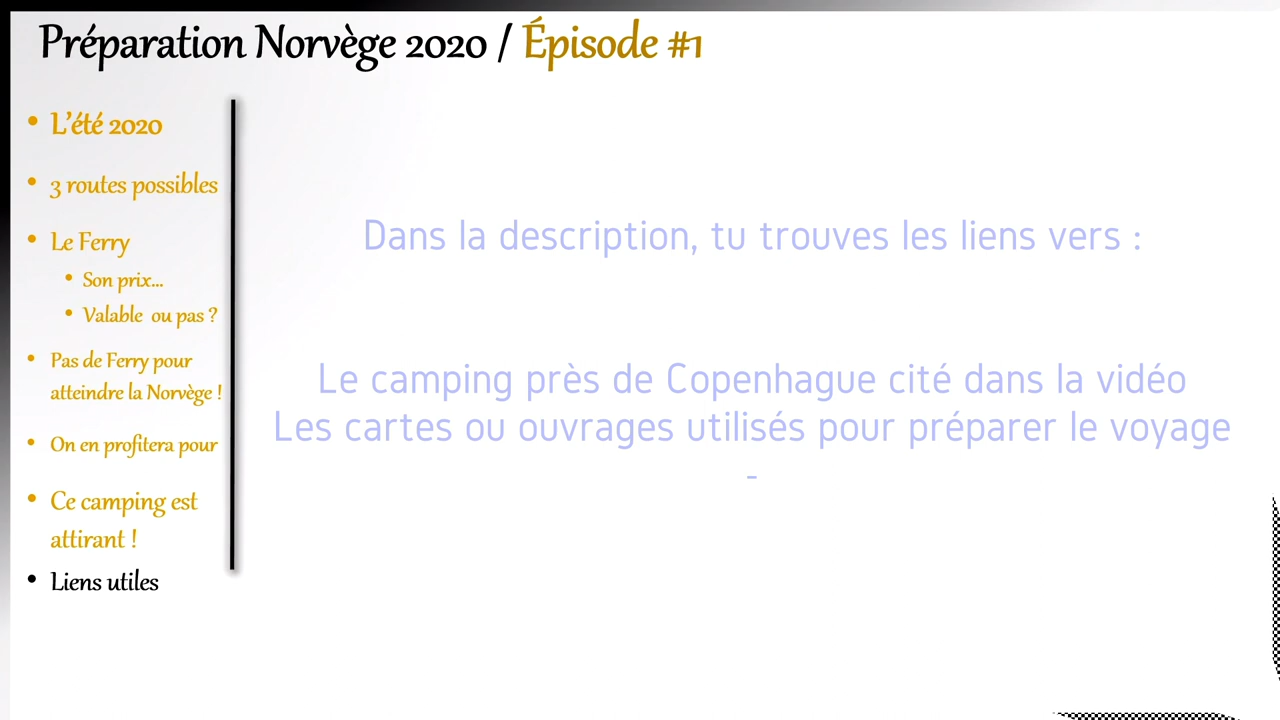 Préparation Norvège 2020 / Épisode #1
• L'été 2020
• 3 routes possibles
• Le Ferry
• Son prix...
• Valable ou pas ?
• Pas de Ferry pour
atteindre la Norvège !
• On en profitera pour
• Ce camping est
attirant !
• Liens utiles
Dans la description, tu trouves les liens vers :
Le camping près de Copenhague cité dans la vidéo
Les cartes ou ouvrages utilisés pour préparer le voyage
-